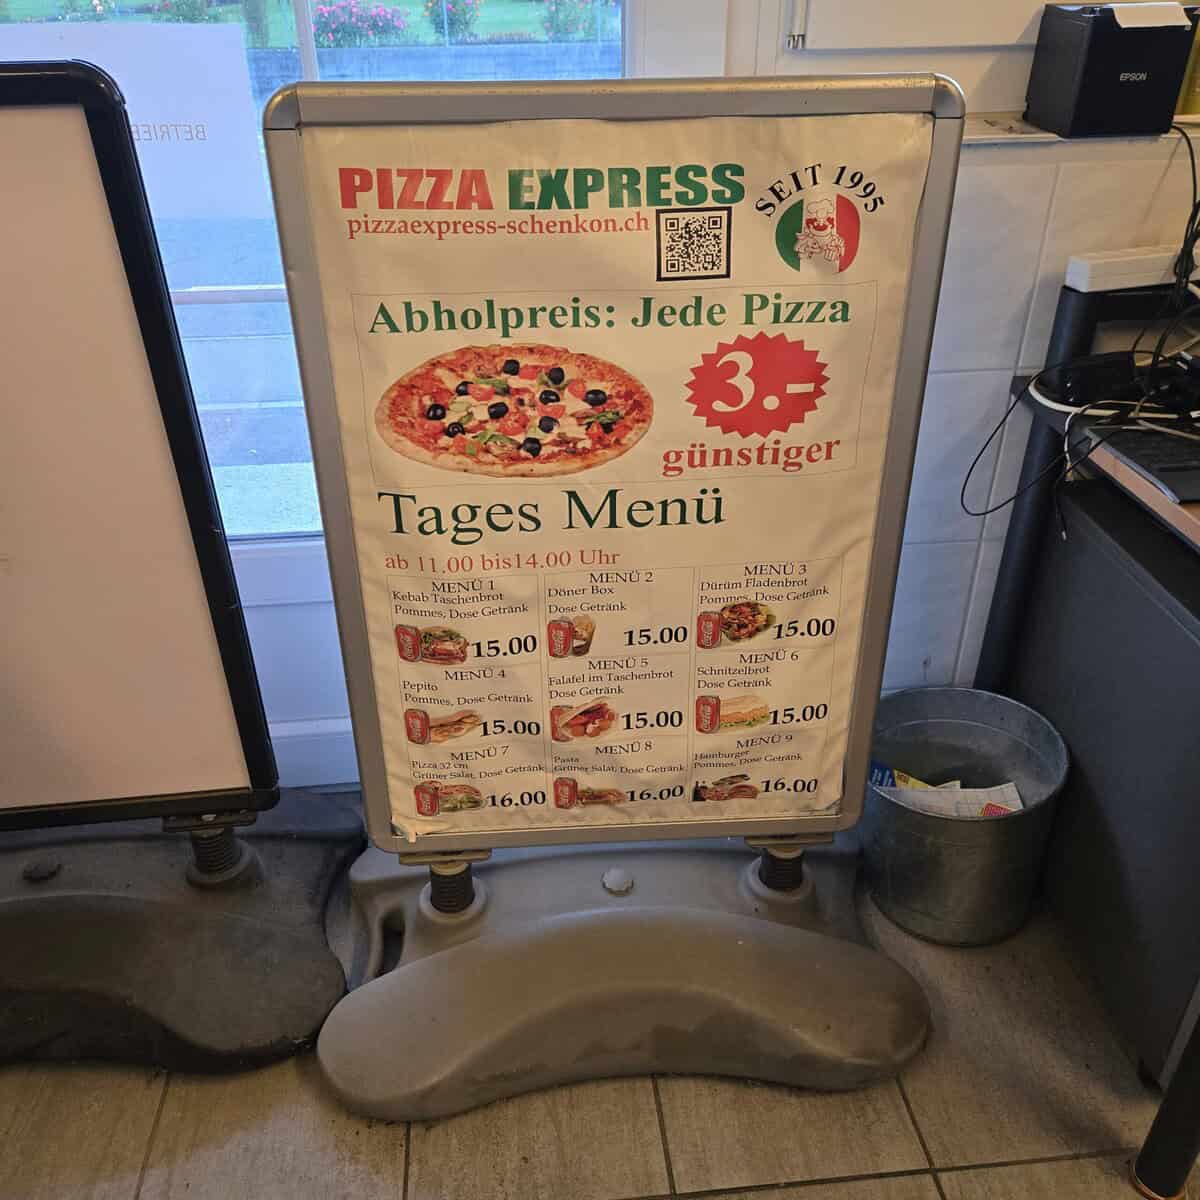 PIZZA EXPRESS
pizzaexpress-schenkon.ch
SEIT 1995
Abholpreis: Jede Pizza
3.-
günstiger
Tages Menü
ab 11.00 bis14.00 Uhr
MENÜ 1
Kebab Taschenbrot
Pommes, Dose Getränk
15.00
MENÜ 2
Döner Box
Dose Getränk
15.00
MENÜ 3
Dürüm Fladenbrot
Pommes, Dose Getränk
15.00
MENÜ 4
Pepito
Pommes, Dose Getränk
15.00
MENÜ 5
Falafel im Taschenbrot
Dose Getränk
15.00
MENÜ 6
Schnitzelbrot
Dose Getränk
15.00
MENÜ 7
Pizza 32 cm
Grüner Salat, Dose Getränk
16.00
MENÜ 8
Pasta
Grüner Salat, Dose Getränk
16.00
MENÜ 9
Hamburger
Pommes, Dose Getränk
16.00
EPSON